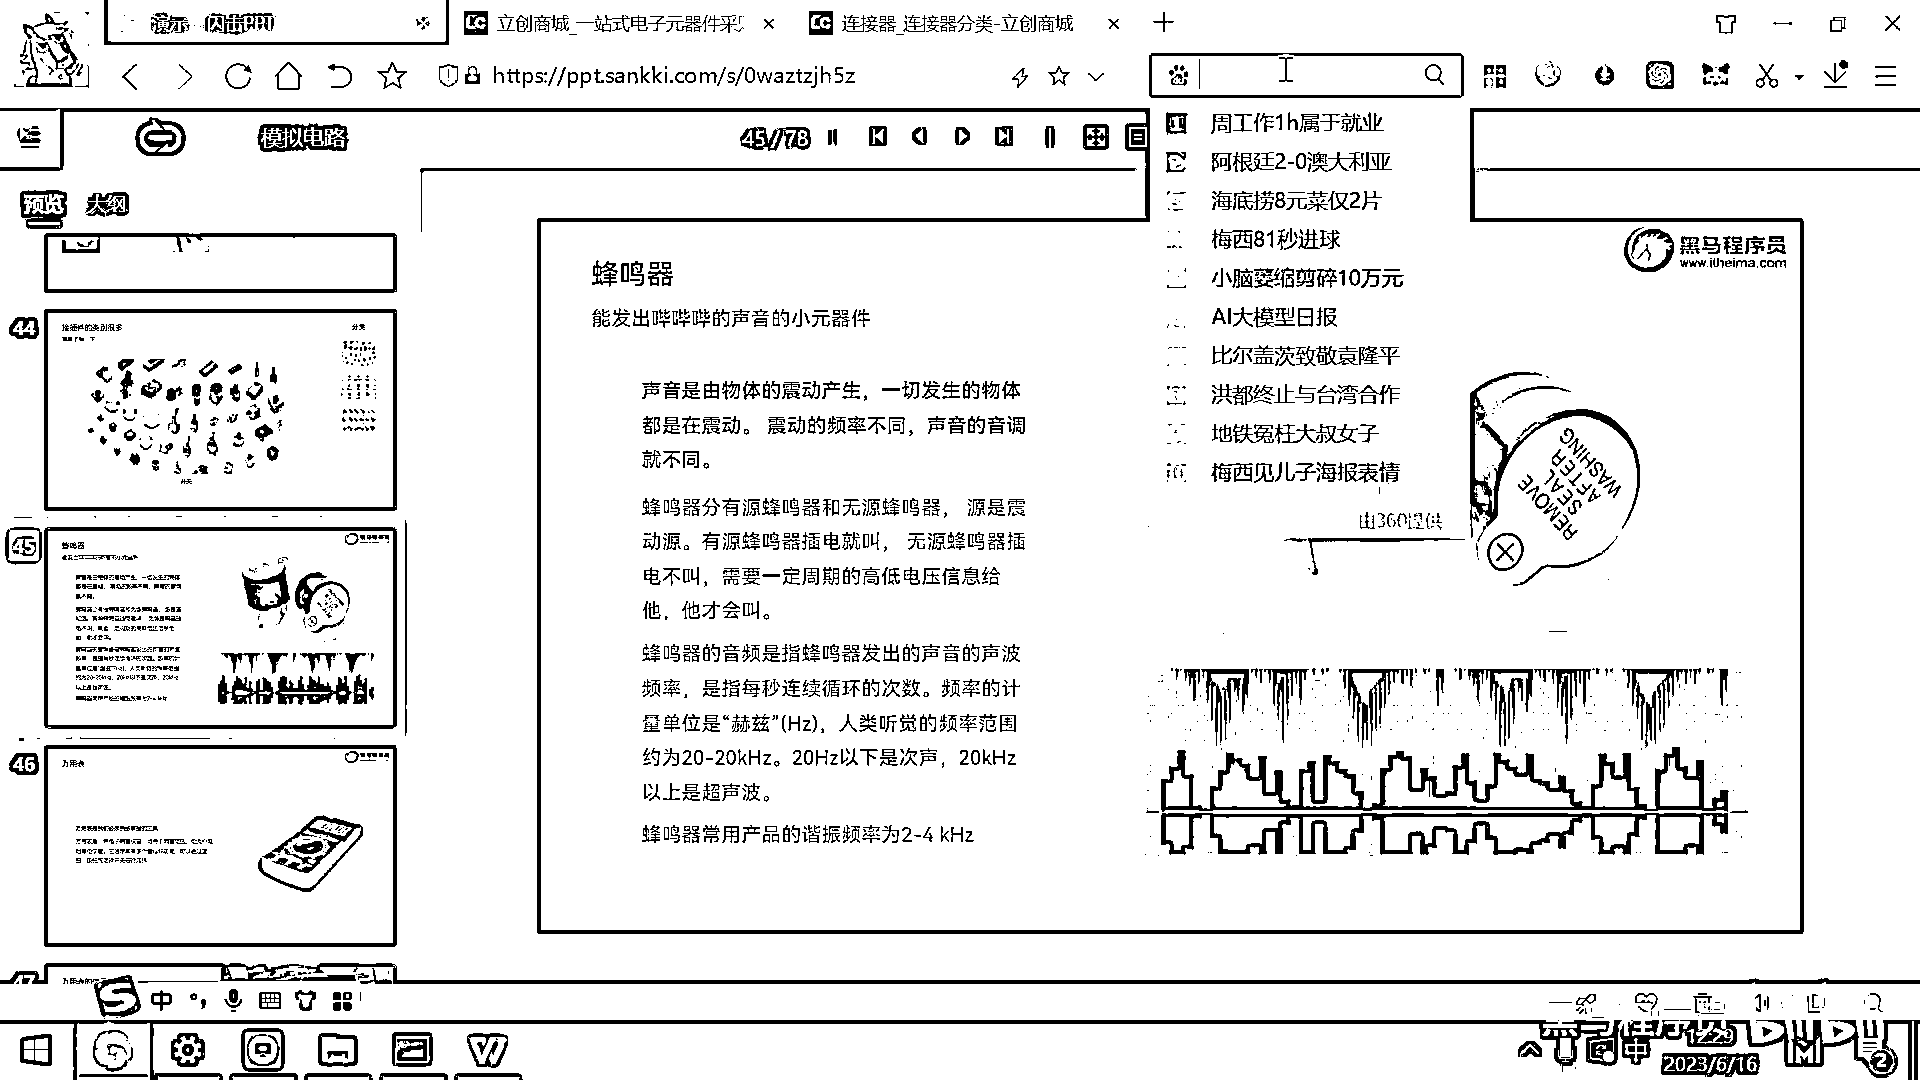 演示 闪击PPT
立创商城_一站式电子元器件采
连接器_连接器分类-立创商城
https://ppt.sankki.com/s/0waztzjh5z
模拟电路
45/78
预览 大纲
周工作1h属于就业
阿根廷2-0澳大利亚
海底捞8元菜仅2片
梅西81秒进球
小脑萎缩剪碎10万元
AI大模型日报
比尔盖茨致敬袁隆平
洪都终止与台湾合作
地铁冤枉大叔女子
梅西见儿子海报表情
由360提供
黑马程序员
www.itheima.com
蜂鸣器
能发出哔哔哔的声音的小元器件
声音是由物体的震动产生，一切发生的物体
都是在震动。 震动的频率不同，声音的音调
就不同。
蜂鸣器分有源蜂鸣器和无源蜂鸣器， 源是震
动源。有源蜂鸣器插电就叫， 无源蜂鸣器插
电不叫，需要一定周期的高低电压信息给
他，他才会叫。
蜂鸣器的音频是指蜂鸣器发出的声音的声波
频率，是指每秒连续循环的次数。频率的计
量单位是“赫兹”(Hz)，人类听觉的频率范围
约为20-20kHz。20Hz以下是次声，20kHz
以上是超声波。
蜂鸣器常用产品的谐振频率为2-4 kHz
REMOVE
SEAL
AFTER
WASHING
44
接插件的类别很多
分类
45
蜂鸣器
46
万用表
47
中
中
12:29
2023/6/16
2